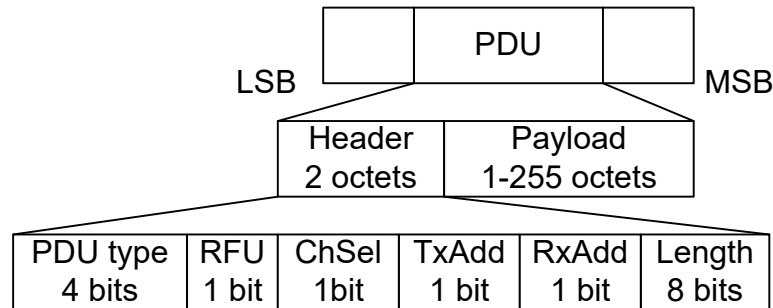 PDU
LSB MSB
Header Payload
2 octets 1-255 octets
PDU type RFU ChSel TxAdd RxAdd Length
4 bits 1 bit 1bit 1 bit 1 bit 8 bits